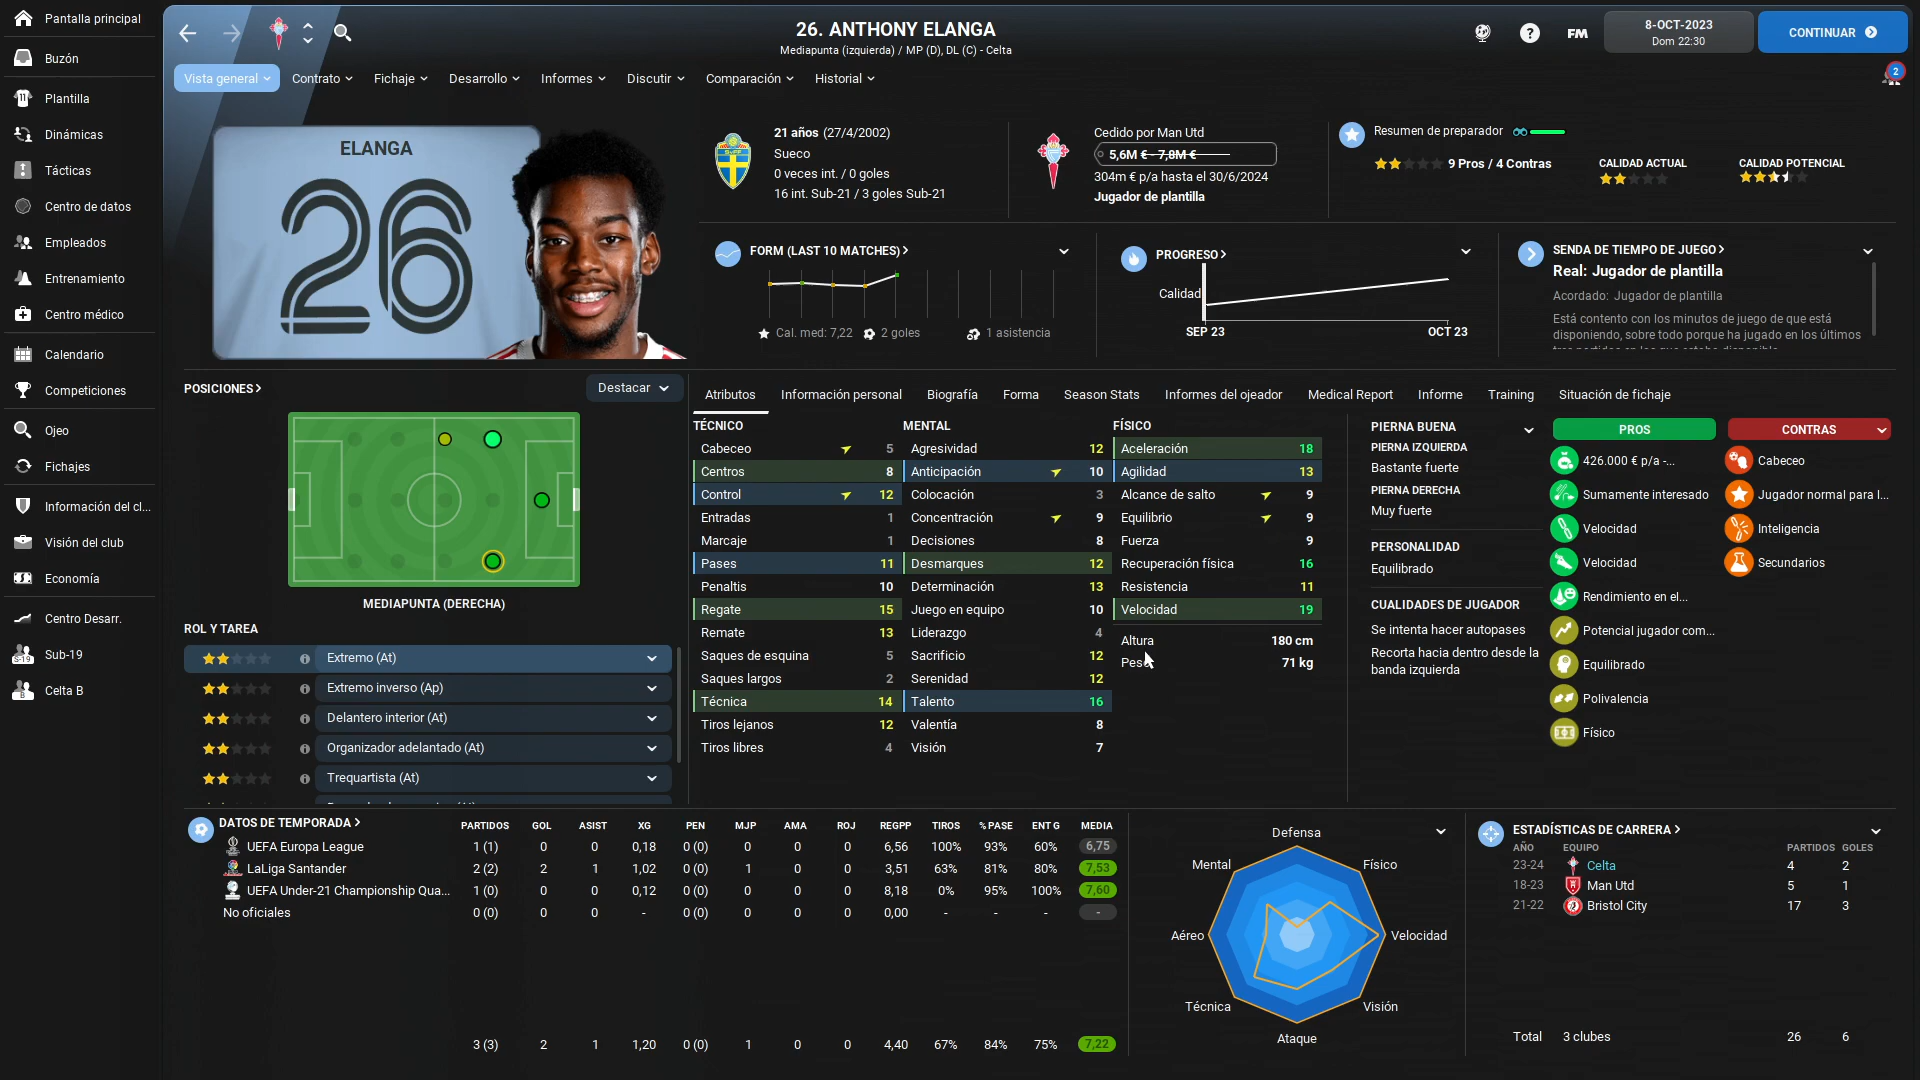 Pantalla principal
Buzón
Plantilla
Dinámicas
Tácticas
Centro de datos
Empleados
Entrenamiento
Centro médico
Calendario
Competiciones
Ojeo
Fichajes
Información del cl...
Visión del club
Economía
Centro Desarr.
Sub-19
Celta B
26. ANTHONY ELANGA
Mediapunta (izquierda) / MP (D), DL (C) - Celta
FM
8-OCT-2023
Dom 22:30
CONTINUAR
2
Vista general
Contrato
Fichaje
Desarrollo
Informes
Discutir
Comparación
Historial
ELANGA
26
21 años (27/4/2002)
Sueco
0 veces int. / 0 goles
16 int. Sub-21 / 3 goles Sub-21
Cedido por Man Utd
5,6M € - 7,8M €
304m € p/a hasta el 30/6/2024
Jugador de plantilla
Resumen de preparador
9 Pros / 4 Contras
CALIDAD ACTUAL
CALIDAD POTENCIAL
FORM (LAST 10 MATCHES)
Cal. med: 7,22
2 goles
1 asistencia
PROGRESO
Calidad
SEP 23
OCT 23
SENDA DE TIEMPO DE JUEGO
Real: Jugador de plantilla
Acordado: Jugador de plantilla
Está contento con los minutos de juego de que está
disponiendo, sobre todo porque ha jugado en los últimos
POSICIONES
Destacar
MEDIAPUNTA (DERECHA)
ROL Y TAREA
Extremo (At)
Extremo inverso (Ap)
Delantero interior (At)
Organizador adelantado (At)
Trequartista (At)
Atributos
Información personal
Biografía
Forma
Season Stats
Informes del ojeador
Medical Report
Informe
Training
Situación de fichaje
TÉCNICO
Cabeceo 5
Centros 8
Control 12
Entradas 1
Marcaje 1
Pases 11
Penaltis 10
Regate 15
Remate 13
Saques de esquina 5
Saques largos 2
Técnica 14
Tiros lejanos 12
Tiros libres 4
MENTAL
Agresividad 12
Anticipación 10
Colocación 3
Concentración 9
Decisiones 8
Desmarques 12
Determinación 13
Juego en equipo 10
Liderazgo 4
Sacrificio 12
Serenidad 12
Talento 16
Valentía 8
Visión 7
FÍSICO
Aceleración 18
Agilidad 13
Alcance de salto 9
Equilibrio 9
Fuerza 9
Recuperación física 16
Resistencia 11
Velocidad 19
Altura 180 cm
Peso 71 kg
PIERNA BUENA
PIERNA IZQUIERDA
Bastante fuerte
PIERNA DERECHA
Muy fuerte
PERSONALIDAD
Equilibrado
CUALIDADES DE JUGADOR
Se intenta hacer autopases
Recorta hacia dentro desde la
banda izquierda
PROS
426.000 € p/a -...
Sumamente interesado
Velocidad
Velocidad
Rendimiento en el...
Potencial jugador com...
Equilibrado
Polivalencia
Físico
CONTRAS
Cabeceo
Jugador normal para l...
Inteligencia
Secundarios
DATOS DE TEMPORADA PARTIDOS GOL ASIST XG PEN MJP AMA ROJ REGPP TIROS % PASE ENT G MEDIA
UEFA Europa League 1 (1) 0 0 0,18 0 (0) 0 0 0 6,56 100% 93% 60% 6,75
LaLiga Santander 2 (2) 2 1 1,02 0 (0) 1 0 0 3,51 63% 81% 80% 7,53
UEFA Under-21 Championship Qua... 1 (0) 0 0 0,12 0 (0) 0 0 0 8,18 0% 95% 100% 7,60
No oficiales 0 (0) 0 0 - 0 (0) 0 0 0 0,00 - - - -
3 (3) 2 1 1,20 0 (0) 1 0 0 4,40 67% 84% 75% 7,22
Defensa
Mental
Físico
Aéreo
Velocidad
Técnica
Visión
Ataque
ESTADÍSTICAS DE CARRERA
AÑO EQUIPO PARTIDOS GOLES
23-24 Celta 4 2
18-23 Man Utd 5 1
21-22 Bristol City 17 3
Total 3 clubes 26 6